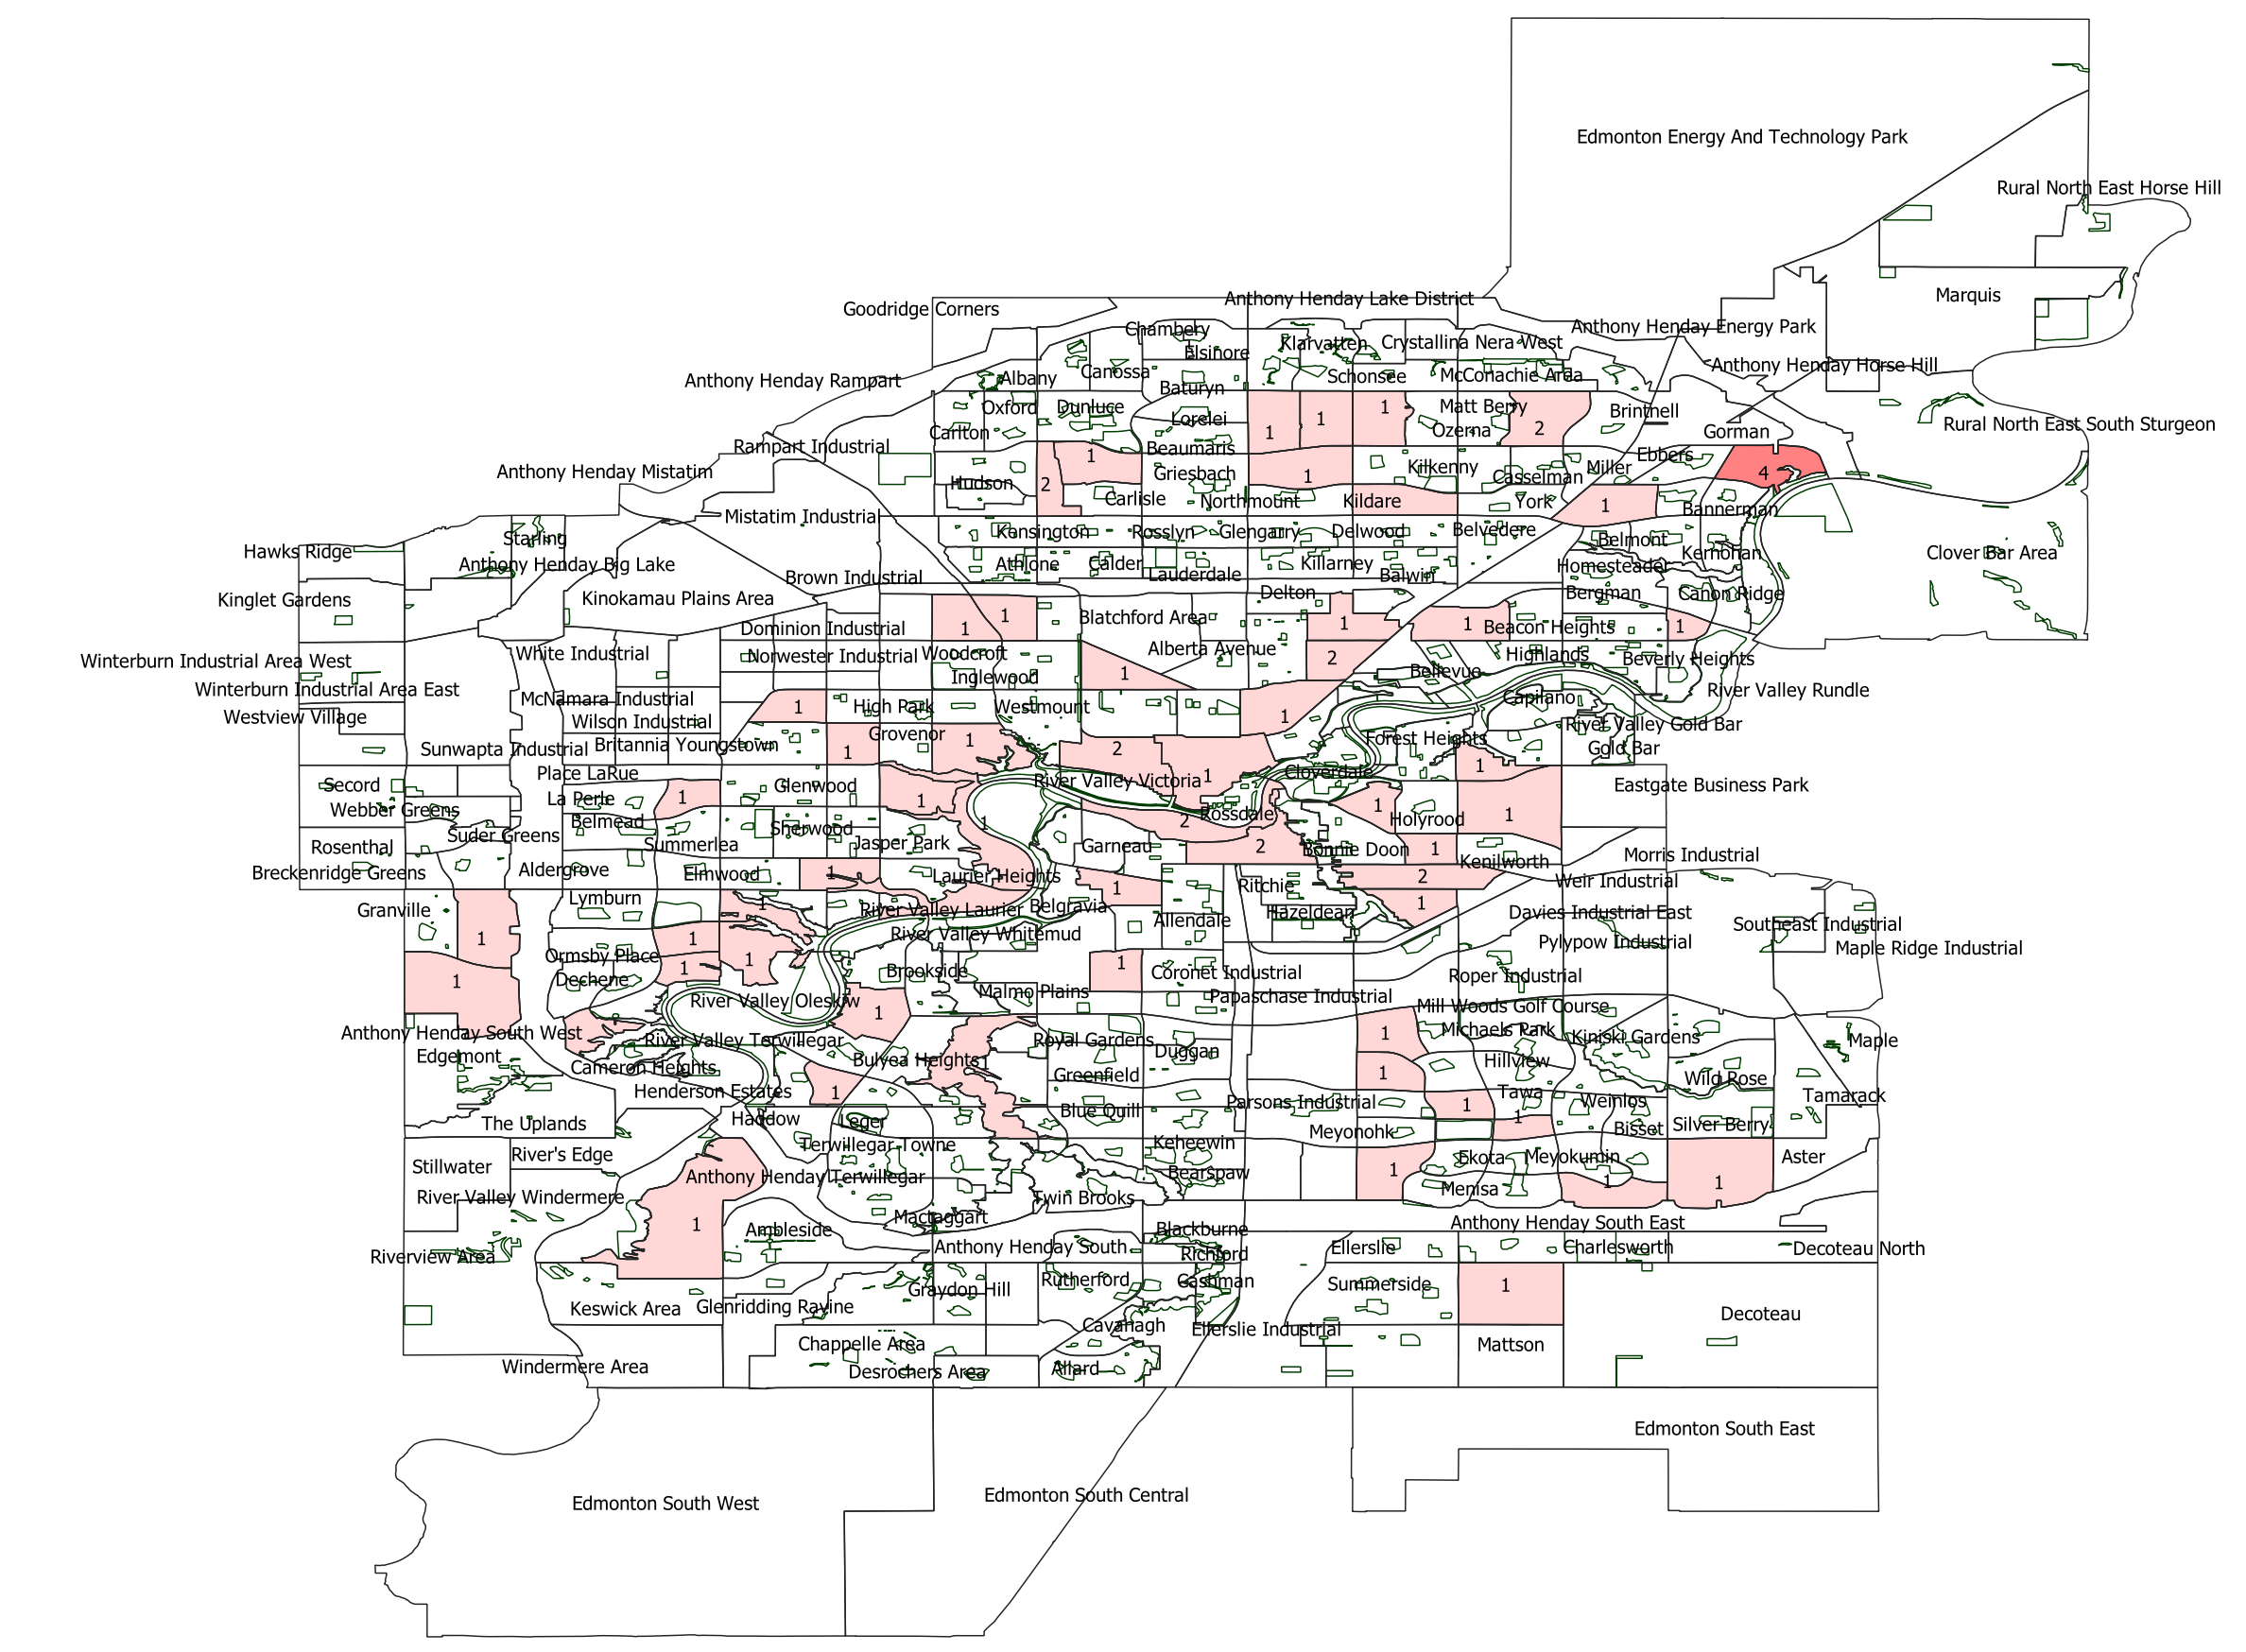 Edmonton Energy And Technology Park
Rural North East Horse Hill
Marquis
Goodridge Corners
Anthony Henday Lake District
Chambery
Anthony Henday Energy Park
Elsinore
Klarvatten
Crystallina Nera West
Anthony Henday Horse Hill
Anthony Henday Rampart
Albany
Canossa
Schonsee
McConachie Area
Baturyn
Oxford
Dunluce
1
Matt Berry
Brintnell
Lorelei
1
Rural North East South Sturgeon
Carlton
1
Ozerna
2
Gorman
Rampart Industrial
Beaumaris
1
Ebbers
Anthony Henday Mistatim
Griesbach
1
Kilkenny
Miller
4
Hudson
2
Casselman
Carlisle
Northmount
Kildare
York
1
Bannerman
Mistatim Industrial
Kensington
Rosslyn
Glengarry
Delwood
Belvedere
Starling
Belmont
Hawks Ridge
Kernohan
Clover Bar Area
Anthony Henday Big Lake
Athlone
Calder
Killarney
Homesteader
Brown Industrial
Lauderdale
Balwin
Kinglet Gardens
Kinokamau Plains Area
Delton
Bergman
Canon Ridge
1
1
Blatchford Area
1
1
Beacon Heights
1
Dominion Industrial
White Industrial
Norwester Industrial
Woodcroft
Alberta Avenue
2
Highlands
Beverly Heights
Winterburn Industrial Area West
Inglewood
1
Bellevue
Winterburn Industrial Area East
McNamara Industrial
Capilano
River Valley Rundle
Westview Village
Wilson Industrial
1
High Park
Westmount
1
River Valley Gold Bar
Sunwapta Industrial
Britannia Youngstown
1
Grovenor
1
2
Forest Heights
Gold Bar
Place LaRue
1
Secord
Glenwood
River Valley Victoria
1
Cloverdale
Eastgate Business Park
Webber Greens
La Perle
1
1
1
Belmead
Sherwood
1
2
Rossdale
Holyrood
1
Suder Greens
Rosenthal
Summerlea
Jasper Park
Garneau
2
Bonnie Doon
1
Kenilworth
Morris Industrial
Breckenridge Greens
Aldergrove
Elmwood
1
Laurier Heights
1
Ritchie
2
Weir Industrial
Granville
Lymburn
1
River Valley Laurier
Belgravia
Allendale
Hazeldean
1
Davies Industrial East
Southeast Industrial
1
1
River Valley Whitemud
Pylypow Industrial
Maple Ridge Industrial
Ormsby Place
1
1
1
Dechene
Brookside
Coronet Industrial
Roper Industrial
1
River Valley Oleskiw
Malmo Plains
Papaschase Industrial
Mill Woods Golf Course
1
Anthony Henday South West
River Valley Terwillegar
Royal Gardens
1
Michaels Park
Kiniski Gardens
Maple
Edgemont
Cameron Heights
Bulyea Heights
1
Duggan
Hillview
Henderson Estates
1
Greenfield
1
Tawa
Wild Rose
Tamarack
The Uplands
Haddow
Leger
Blue Quill
Parsons Industrial
1
1
Weinlos
Meyonohk
Bisset
Silver Berry
Stillwater
River's Edge
Terwillegar Towne
Keheewin
Ekota
Meyokumin
Aster
Anthony Henday Terwillegar
Bearspaw
1
1
1
River Valley Windermere
Twin Brooks
Menisa
1
Ambleside
Mactaggart
Blackburne
Anthony Henday South East
Riverview Area
Anthony Henday South
Richford
Ellerslie
Charlesworth
Decoteau North
Keswick Area
Glenridding Ravine
Graydon Hill
Rutherford
Cashman
Summerside
1
Decoteau
Cavanagh
Ellerslie Industrial
Chappelle Area
Mattson
Windermere Area
Desrochers Area
Allard
Edmonton South East
Edmonton South West
Edmonton South Central